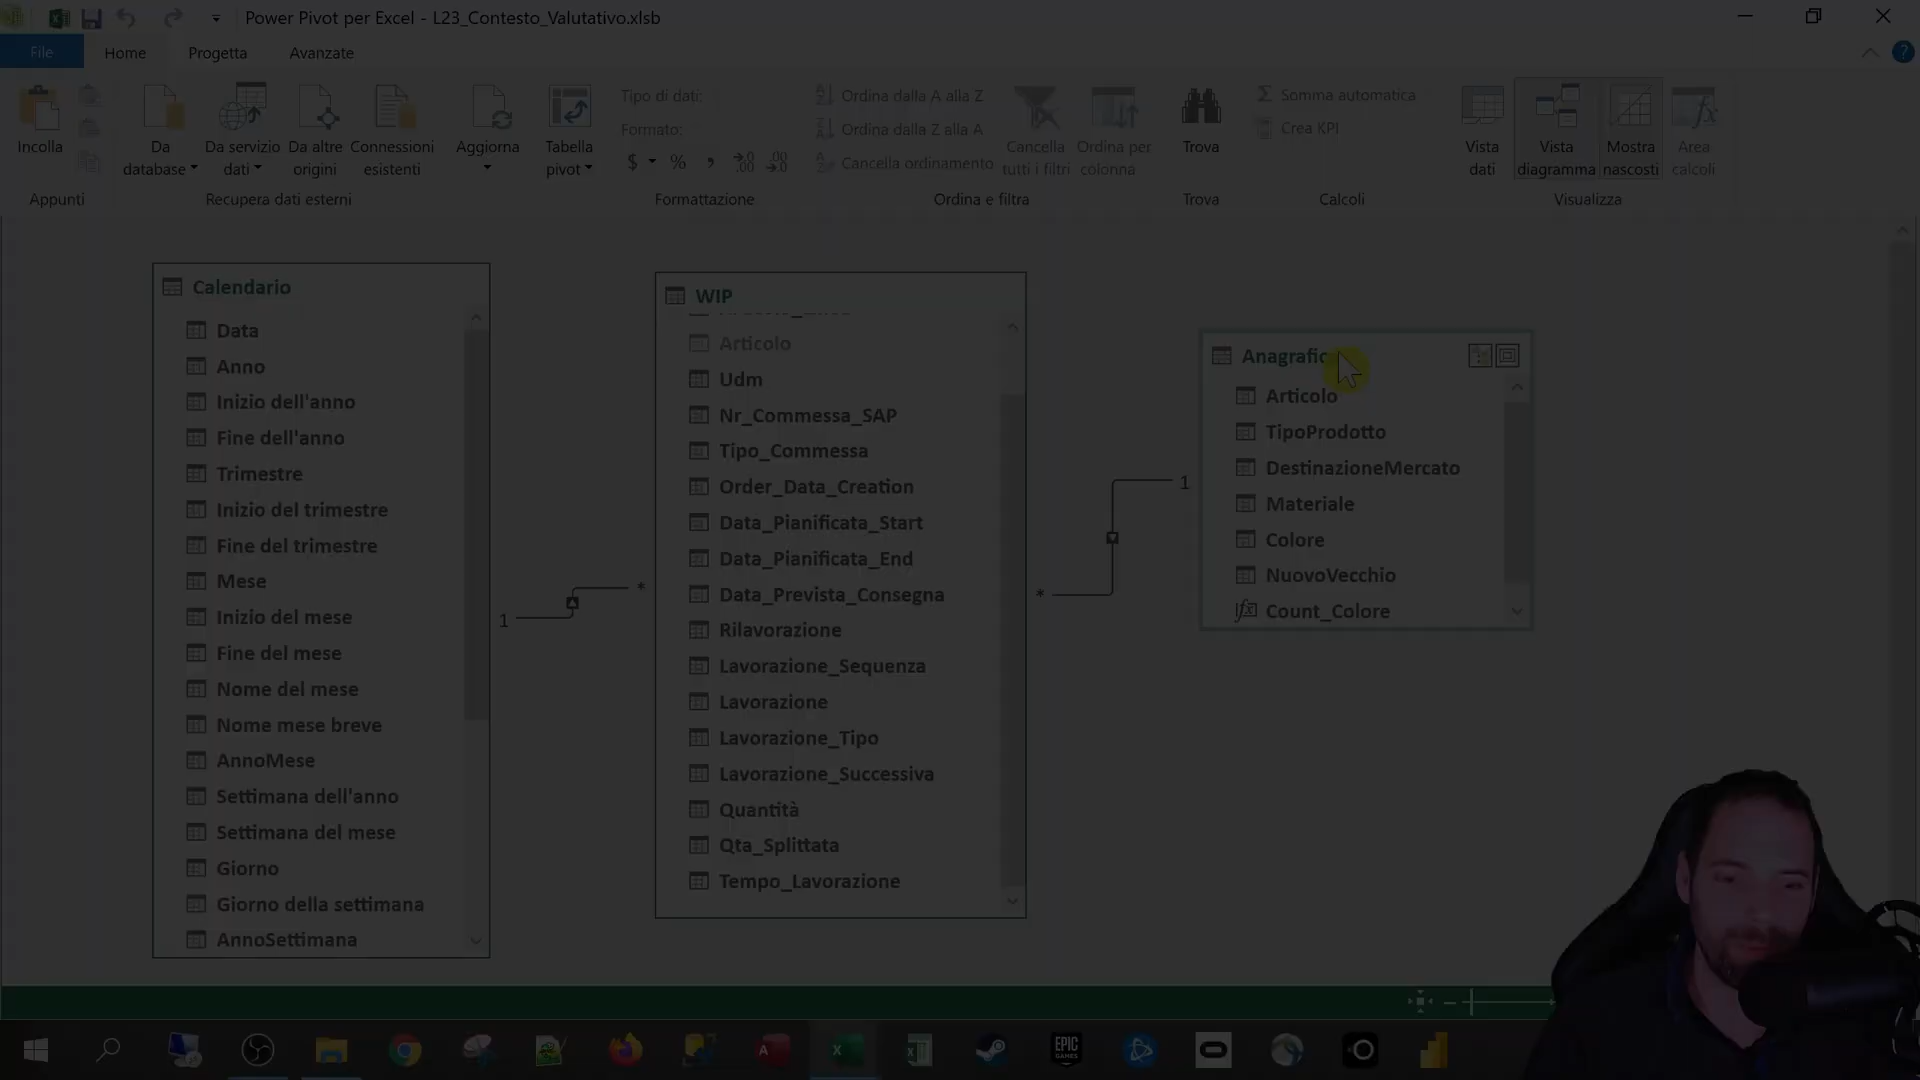 Power Pivot per Excel - L23_Contesto_Valutativo.xlsb
File
Home
Progetta
Avanzate
Incolla
Appunti
Da database
Da servizio dati
Da altre origini
Connessioni esistenti
Recupera dati esterni
Aggiorna
Tabella pivot
Tipo di dati:
Formato:
$ %
Formattazione
Ordina dalla A alla Z
Ordina dalla Z alla A
Cancella ordinamento
Cancella tutti i filtri
Ordina per colonna
Ordina e filtra
Trova
Trova
Somma automatica
Crea KPI
Calcoli
Vista dati
Vista diagramma
Mostra nascosti
Area calcoli
Visualizza
Calendario
Data
Anno
Inizio dell'anno
Fine dell'anno
Trimestre
Inizio del trimestre
Fine del trimestre
Mese
Inizio del mese
Fine del mese
Nome del mese
Nome mese breve
AnnoMese
Settimana dell'anno
Settimana del mese
Giorno
Giorno della settimana
AnnoSettimana
1
*
WIP
Articolo
Udm
Nr_Commessa_SAP
Tipo_Commessa
Order_Data_Creation
Data_Pianificata_Start
Data_Pianificata_End
Data_Prevista_Consegna
Rilavorazione
Lavorazione_Sequenza
Lavorazione
Lavorazione_Tipo
Lavorazione_Successiva
Quantità
Qta_Splittata
Tempo_Lavorazione
*
1
Articolo
TipoProdotto
DestinazioneMercato
Materiale
Colore
NuovoVecchio
Count_Colore
EPIC GAMES